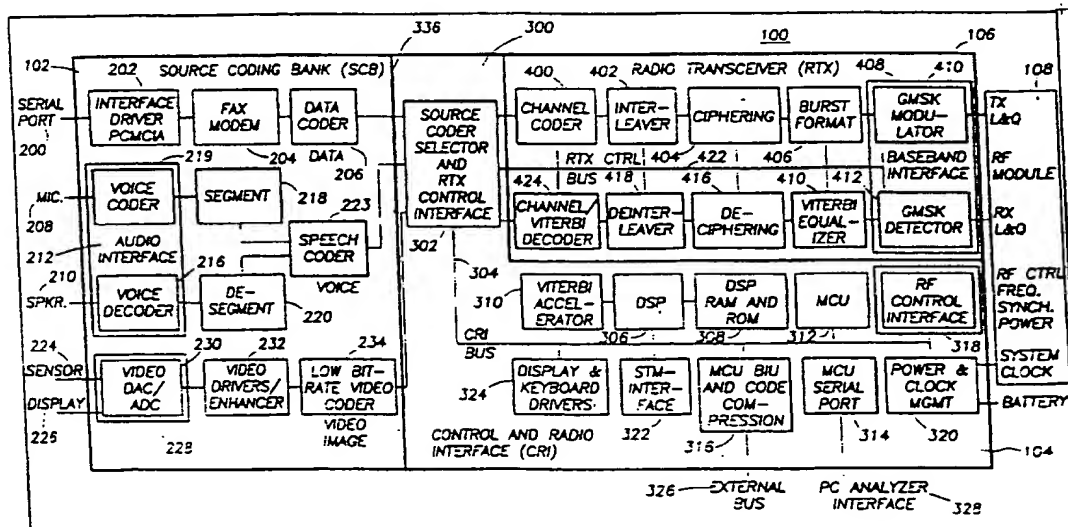 336
300
100
102
202
SOURCE CODING BANK (SCB)
400
402
RADIO TRANSCEIVER (RTX)
408
410
106
108
SERIAL PORT
200
INTERFACE DRIVER PCMCIA
FAX MODEM
204
DATA CODER
DATA
206
SOURCE CODER SELECTOR AND RTX CONTROL INTERFACE
302
CHANNEL CODER
INTER-LEAVER
CIPHERING
BURST FORMAT
GMSK MODU-LATOR
TX L&Q
RTX CTRL BUS
404
422
406
BASEBAND INTERFACE
RF MODULE
219
MIC.
208
VOICE CODER
SEGMENT
218
223
424
418
416
410
412
CHANNEL/ VITERBI DECODER
DEINTER-LEAVER
DE-CIPHERING
VITERBI EQUAL-IZER
GMSK DETECTOR
RX L&Q
212
AUDIO INTERFACE
216
SPEECH CODER
VOICE
210
SPKR.
VOICE DECODER
DE-SEGMENT
220
304
310
VITERBI ACCEL-ERATOR
DSP
306
DSP RAM AND ROM
308
MCU
312
RF CONTROL INTERFACE
318
RF CTRL FREQ. SYNCH. POWER
CRI BUS
224
SENSOR
230
232
234
DISPLAY
226
VIDEO DAC/ ADC
VIDEO DRIVERS/ ENHANCER
LOW BIT-RATE VIDEO CODER
VIDEO IMAGE
228
324
DISPLAY & KEYBOARD DRIVERS
STM-INTER-FACE
322
MCU BIU AND CODE COM-PRESSION
316
MCU SERIAL PORT
314
POWER & CLOCK MGMT
320
SYSTEM CLOCK
BATTERY
CONTROL AND RADIO INTERFACE (CRI)
104
326
EXTERNAL BUS
PC ANALYZER INTERFACE
328